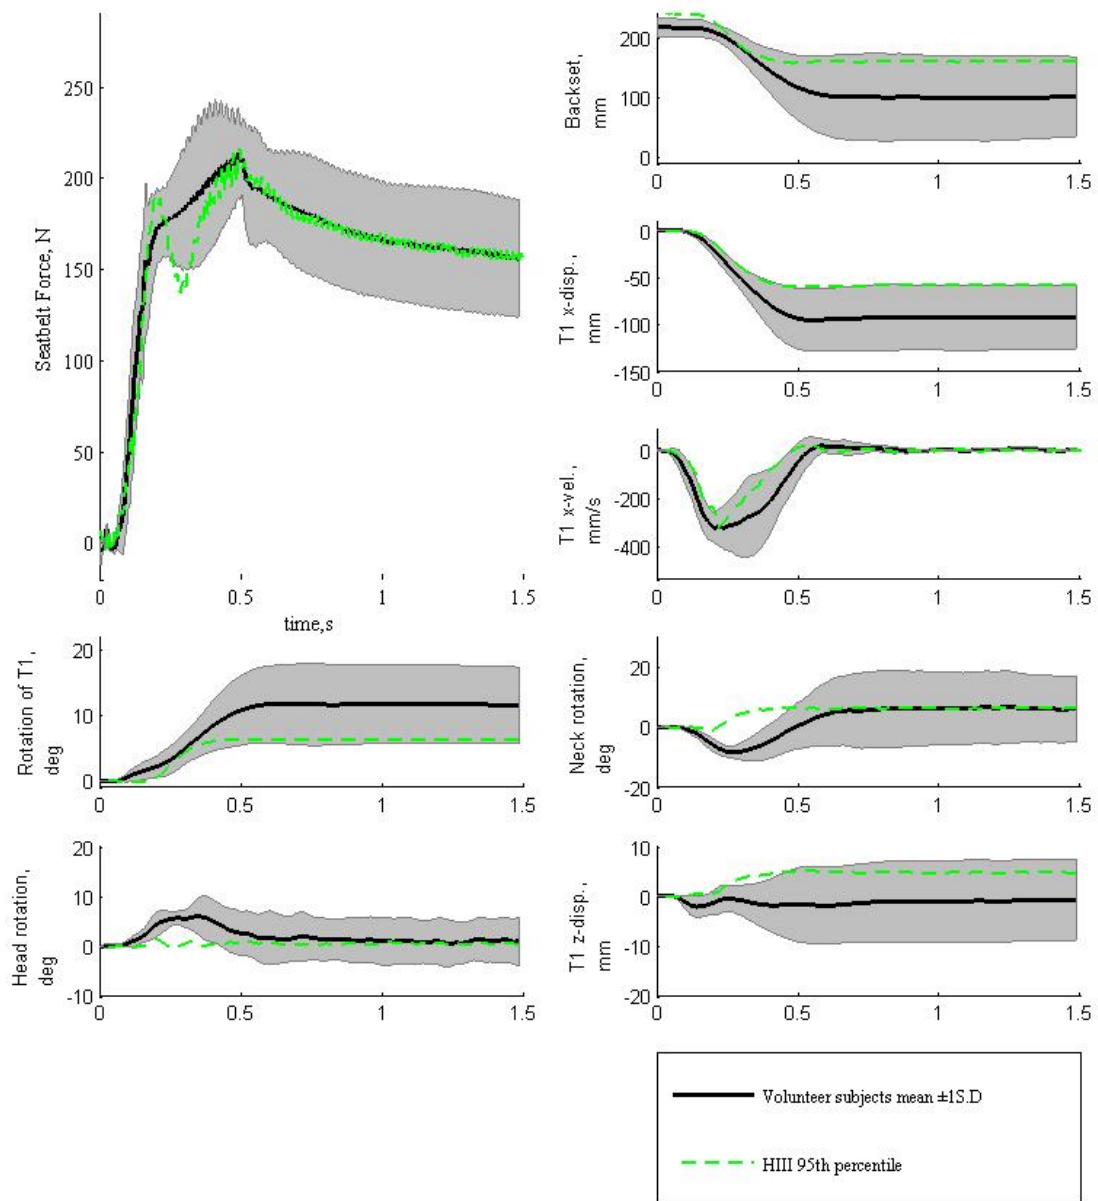 250
200
150
100
50
0
Seatbelt Force, N
0 0.5 1 1.5
time,s
200
100
0
Backset,
mm
0 0.5 1 1.5
0
-50
-100
-150
T1 x-disp.,
mm
0 0.5 1 1.5
0
-200
-400
T1 x-vel.,
mm/s
0 0.5 1 1.5
20
10
0
Rotation of T1,
deg
0 0.5 1 1.5
20
0
-20
Neck rotation,
deg
0 0.5 1 1.5
20
10
0
-10
Head rotation,
deg
0 0.5 1 1.5
10
0
-10
-20
T1 z-disp.,
mm
0 0.5 1 1.5
Volunteer subjects mean ±1S.D
HIII 95th percentile